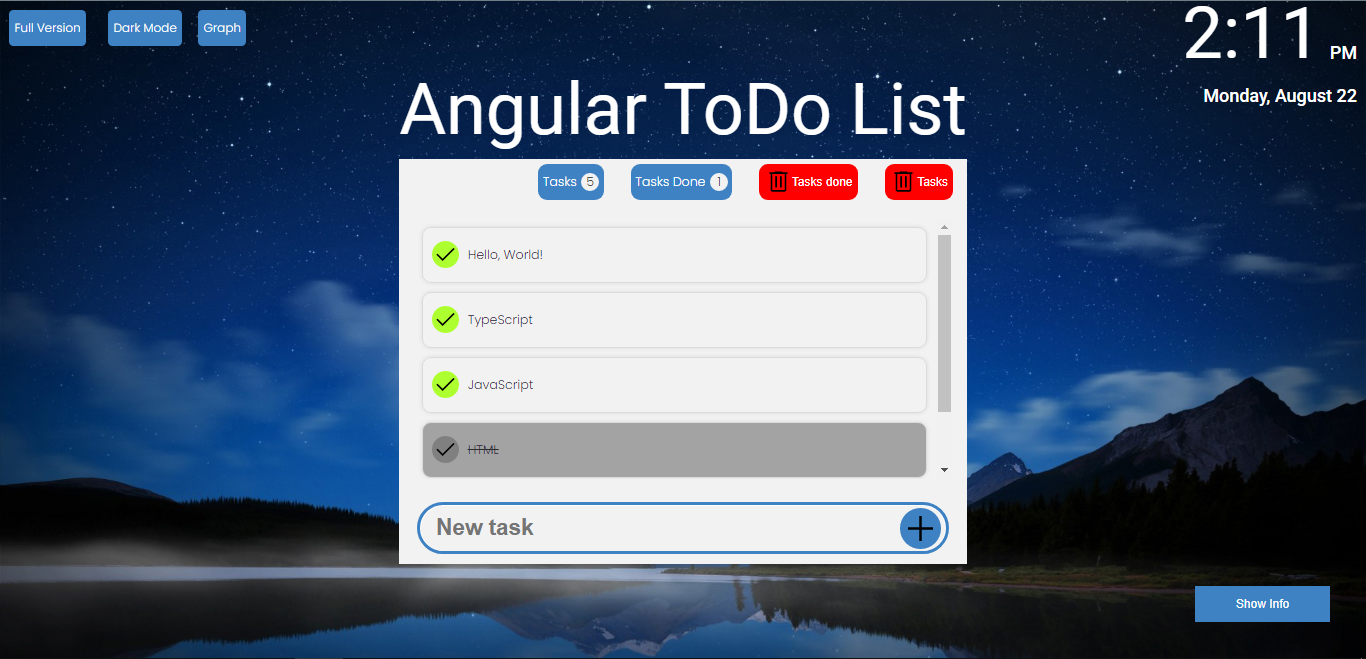 Full Version
Dark Mode
Graph
2:11 PM
Monday, August 22
Angular ToDo List
Tasks 5
Tasks Done 1
Tasks done
Tasks
Hello, World!
TypeScript
JavaScript
HTML
New task
Show Info